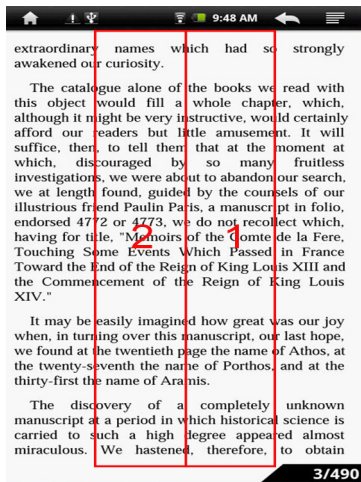 9:48 AM
extraordinary names which had so strongly
awakened our curiosity.
The catalogue alone of the books we read with
this object would fill a whole chapter, which,
although it might be very instructive, would certainly
afford our readers but little amusement. It will
suffice, then, to tell them that at the moment at
which, discouraged by so many fruitless
investigations, we were about to abandon our search,
we at length found, guided by the counsels of our
illustrious friend Paulin Paris, a manuscript in folio,
endorsed 4772 or 4773, we do not recollect which,
having for title, "Memoirs of the Comte de la Fere,
Touching Some Events Which Passed in France
Toward the End of the Reign of King Louis XIII and
the Commencement of the Reign of King Louis
XIV."
2
1
It may be easily imagined how great was our joy
when, in turning over this manuscript, our last hope,
we found at the twentieth page the name of Athos, at
the twenty-seventh the name of Porthos, and at the
thirty-first the name of Aramis.
The discovery of a completely unknown
manuscript at a period in which historical science is
carried to such a high degree appeared almost
miraculous. We hastened, therefore, to obtain
3/490